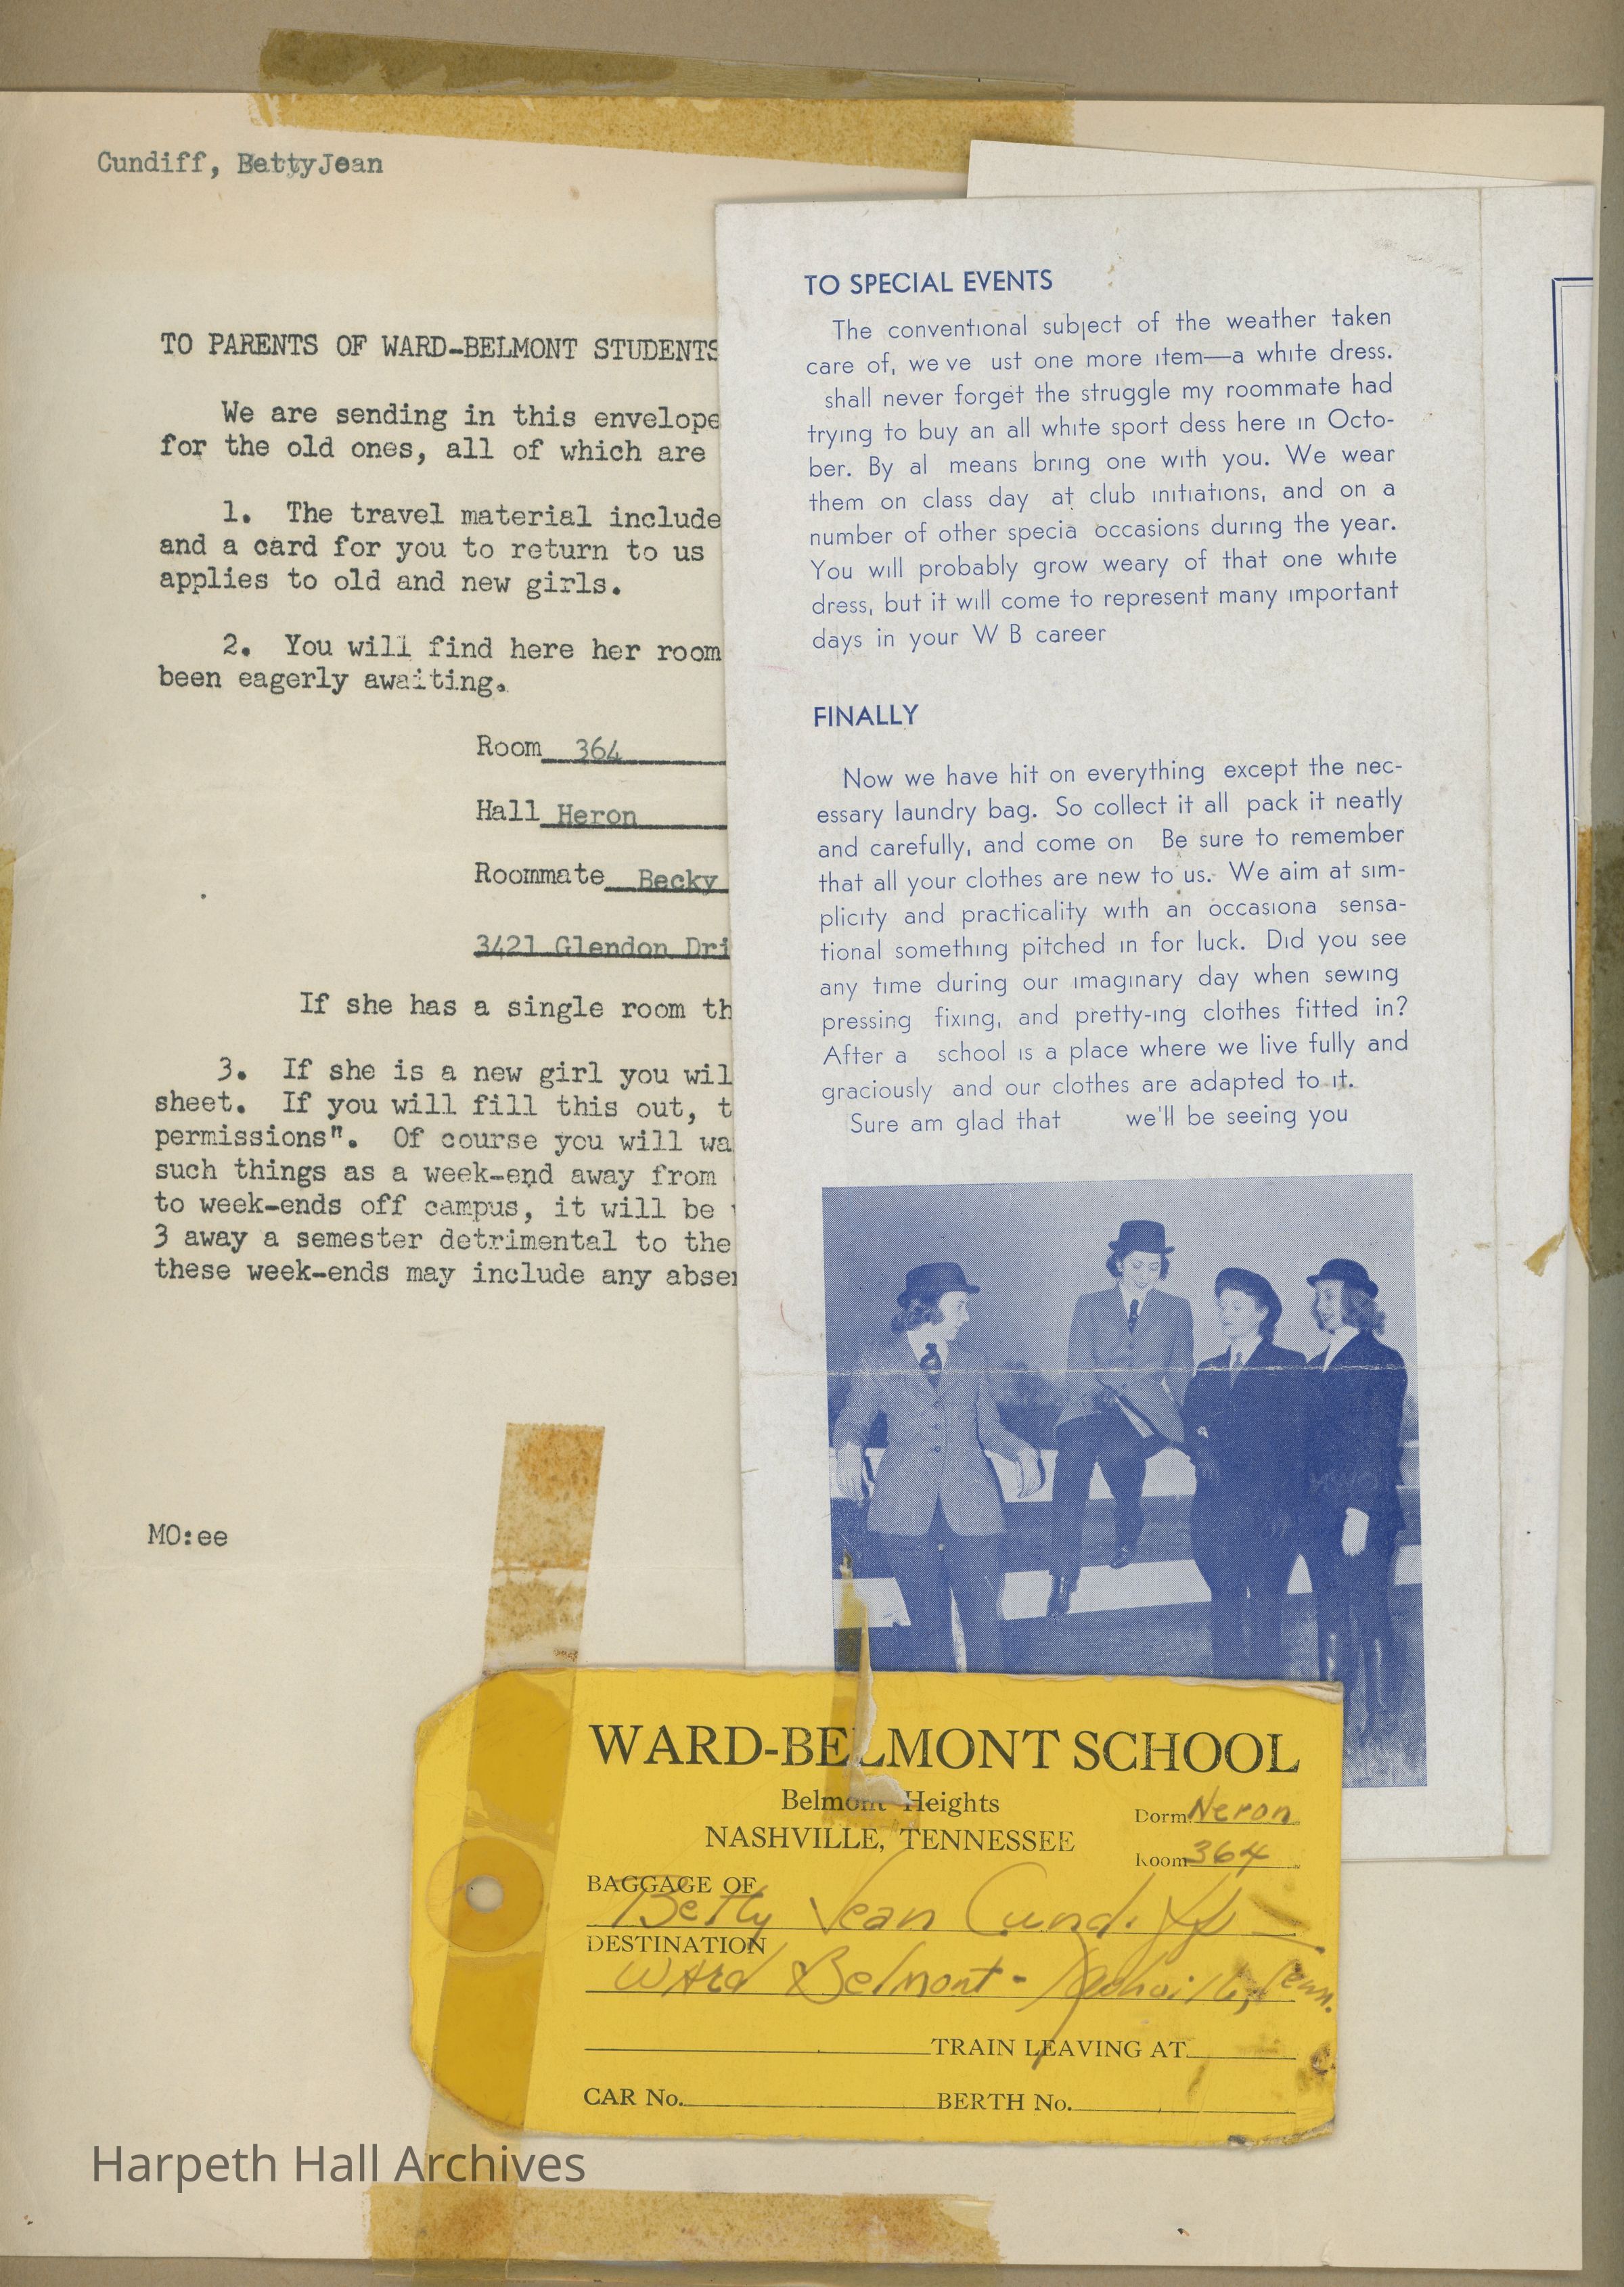 Cundiff, BettyJean
TO PARENTS OF WARD-BELMONT STUDENTS
We are sending in this envelope
for the old ones, all of which are
1. The travel material include
and a card for you to return to us
applies to old and new girls.
2. You will find here her room
been eagerly awaiting.
Room 364
Hall Heron
Roommate Becky
3421 Glendon Dri
If she has a single room th
3. If she is a new girl you wil
sheet. If you will fill this out, t
permissions". Of course you will wa
such things as a week-end away from
to week-ends off campus, it will be
3 away a semester detrimental to the
these week-ends may include any absen
MO:ee
TO SPECIAL EVENTS
The conventional subject of the weather taken
care of, we ve ust one more item—a white dress.
shall never forget the struggle my roommate had
trying to buy an all white sport dess here in Octo-
ber. By al means bring one with you. We wear
them on class day at club initiations, and on a
number of other specia occasions during the year.
You will probably grow weary of that one white
dress, but it will come to represent many important
days in your W B career
FINALLY
Now we have hit on everything except the nec-
essary laundry bag. So collect it all pack it neatly
and carefully, and come on Be sure to remember
that all your clothes are new to us. We aim at sim-
plicity and practicality with an occasiona sensa-
tional something pitched in for luck. Did you see
any time during our imaginary day when sewing
pressing fixing, and pretty-ing clothes fitted in?
After a school is a place where we live fully and
graciously and our clothes are adapted to it.
Sure am glad that we'll be seeing you
WARD-BELMONT SCHOOL
Belmont Heights
NASHVILLE, TENNESSEE
Dorm. Heron
Room 364
BAGGAGE OF
Betty Jean Cundiff
DESTINATION
Ward Belmont - Nashville, Tenn.
TRAIN LEAVING AT
CAR No. BERTH No.
Harpeth Hall Archives